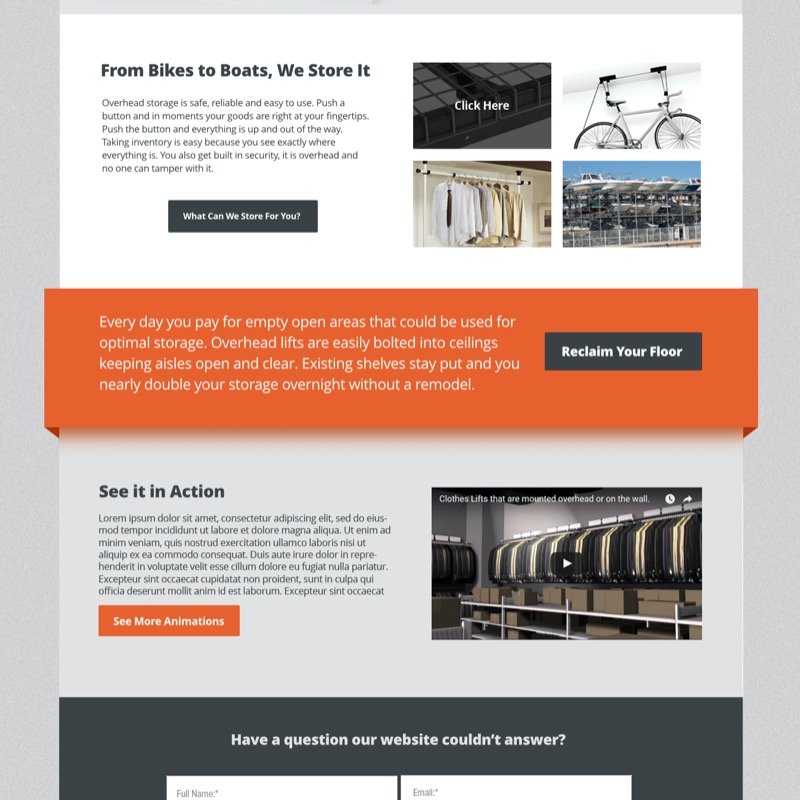 From Bikes to Boats, We Store It
Overhead storage is safe, reliable and easy to use. Push a
button and in moments your goods are right at your fingertips.
Push the button and everything is up and out of the way.
Taking inventory is easy because you see exactly where
everything is. You also get built in security, it is overhead and
no one can tamper with it.
What Can We Store For You?
Click Here
Every day you pay for empty open areas that could be used for
optimal storage. Overhead lifts are easily bolted into ceilings
keeping aisles open and clear. Existing shelves stay put and you
nearly double your storage overnight without a remodel.
Reclaim Your Floor
See it in Action
Lorem ipsum dolor sit amet, consectetur adipiscing elit, sed do eius-
mod tempor incididunt ut labore et dolore magna aliqua. Ut enim ad
minim veniam, quis nostrud exercitation ullamco laboris nisi ut
aliquip ex ea commodo consequat. Duis aute irure dolor in repre-
henderit in voluptate velit esse cillum dolore eu fugiat nulla pariatur.
Excepteur sint occaecat cupidatat non proident, sunt in culpa qui
officia deserunt mollit anim id est laborum. Excepteur sint occaecat
See More Animations
Clothes Lifts that are mounted overhead or on the wall.
Have a question our website couldn’t answer?
Full Name:*
Email:*